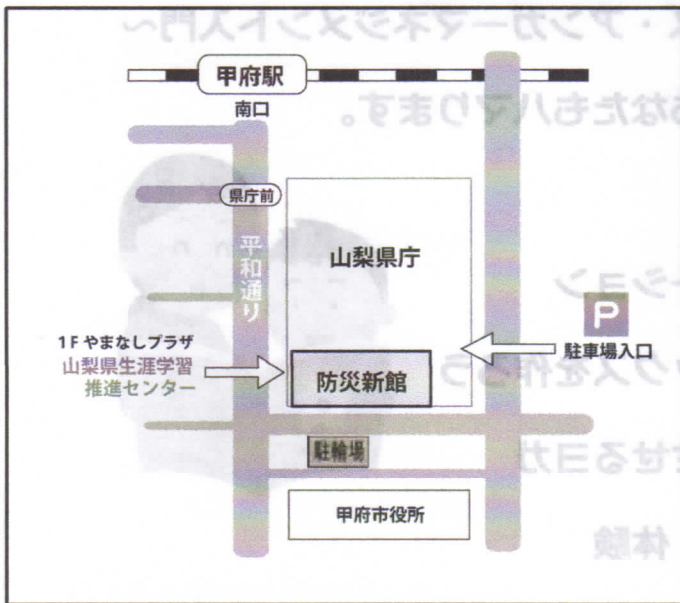 甲府駅
南口
県庁前
平和通り
山梨県庁
P
駐車場入口
1F やまなしプラザ
山梨県生涯学習
推進センター
防災新館
駐輪場
甲府市役所